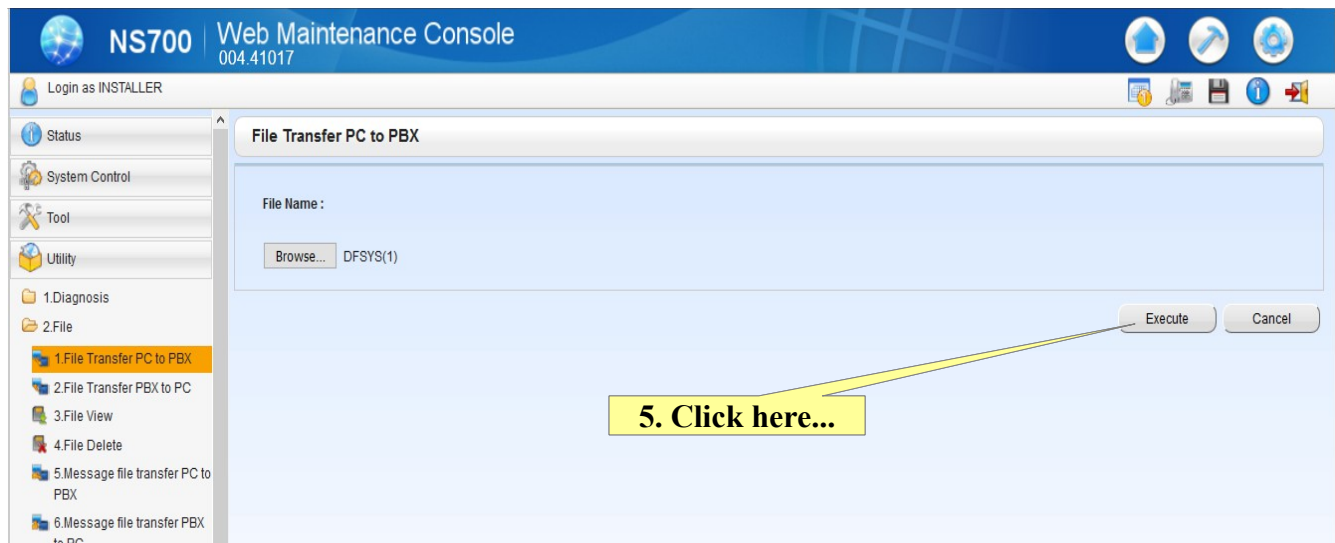 NS700
Web Maintenance Console
004.41017
Login as INSTALLER
Status
System Control
Tool
Utility
1.Diagnosis
2.File
1.File Transfer PC to PBX
2.File Transfer PBX to PC
3.File View
4.File Delete
5.Message file transfer PC to
PBX
6.Message file transfer PBX
to PC
File Transfer PC to PBX
File Name :
Browse... DFSYS(1)
Execute
Cancel
5. Click here...